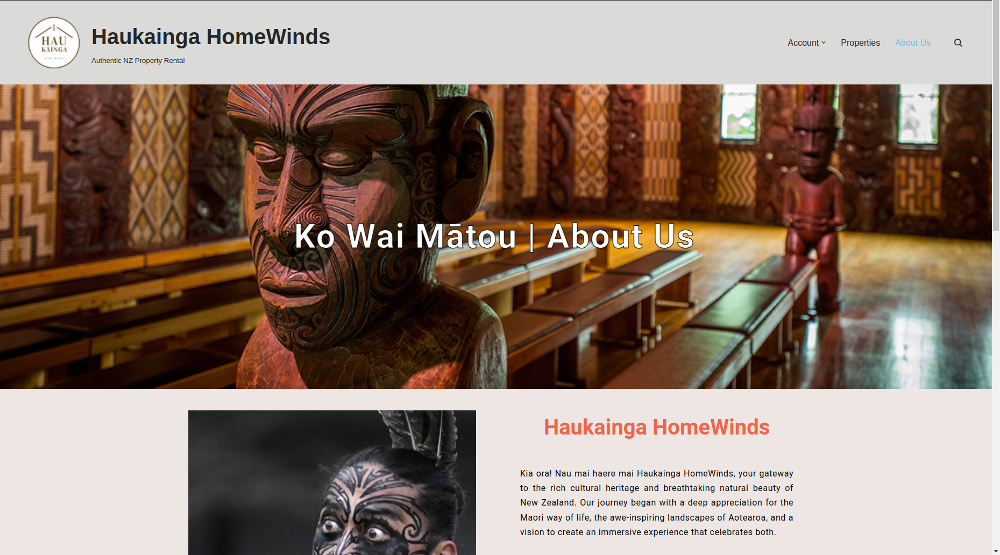 HAU
KĀINGA
HOME WINDS
Haukainga HomeWinds
Authentic NZ Property Rental
Account
Properties
About Us
Ko Wai Mātou | About Us
Haukainga HomeWinds
Kia ora! Nau mai haere mai Haukainga HomeWinds, your gateway
to the rich cultural heritage and breathtaking natural beauty of
New Zealand. Our journey began with a deep appreciation for the
Maori way of life, the awe-inspiring landscapes of Aotearoa, and a
vision to create an immersive experience that celebrates both.